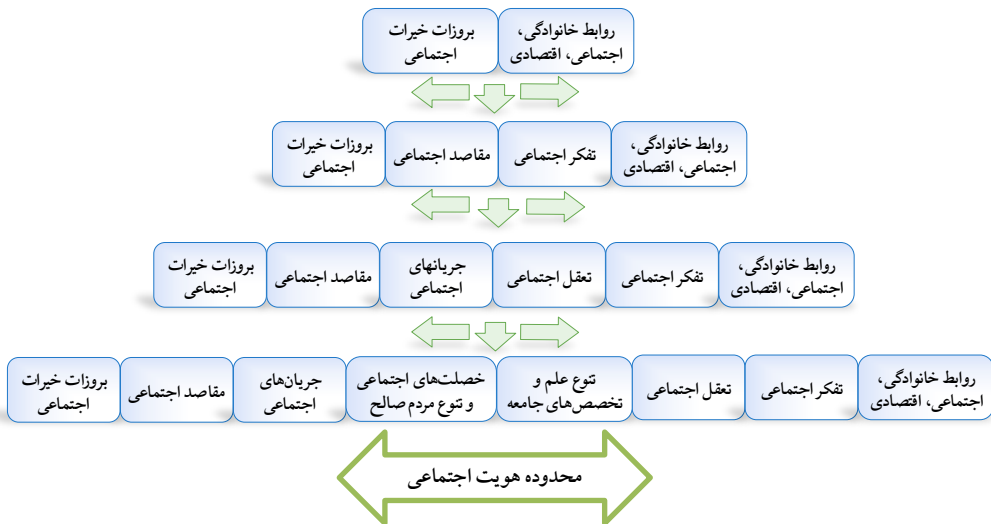 روابط خانوادگی،
اجتماعی، اقتصادی
بروزات خیرات
اجتماعی
روابط خانوادگی،
اجتماعی، اقتصادی
تفکر اجتماعی
مقاصد اجتماعی
بروزات خیرات
اجتماعی
روابط خانوادگی،
اجتماعی، اقتصادی
تفکر اجتماعی
تعقل اجتماعی
جریانهای
اجتماعی
مقاصد اجتماعی
بروزات خیرات
اجتماعی
روابط خانوادگی،
اجتماعی، اقتصادی
تفکر اجتماعی
تعقل اجتماعی
تنوع علم و
تخصص‌های جامعه
خصلت‌های اجتماعی
و تنوع مردم صالح
جریان‌های
اجتماعی
مقاصد اجتماعی
بروزات خیرات
اجتماعی
محدوده هویت اجتماعی